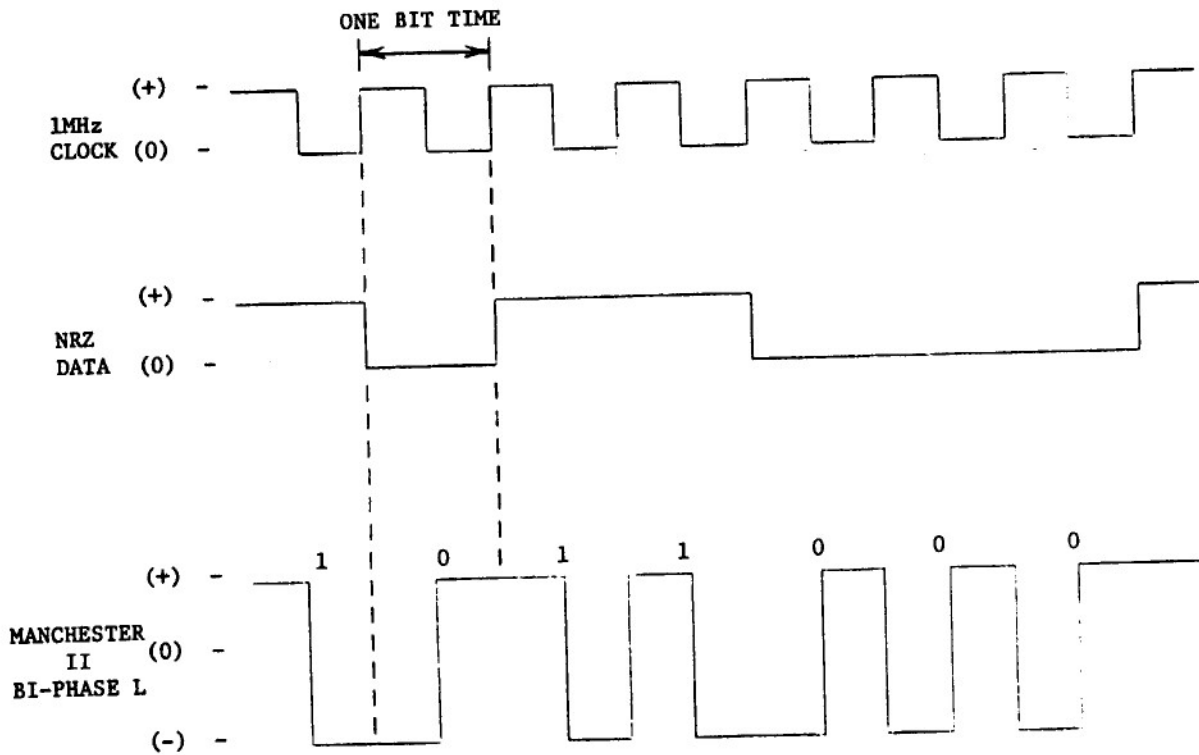 ONE BIT TIME
(+) -
1MHz
CLOCK (0) -
(+) -
NRZ
DATA (0) -
1 0 1 1 0 0 0
(+) -
MANCHESTER
II (0) -
BI-PHASE L
(-) -